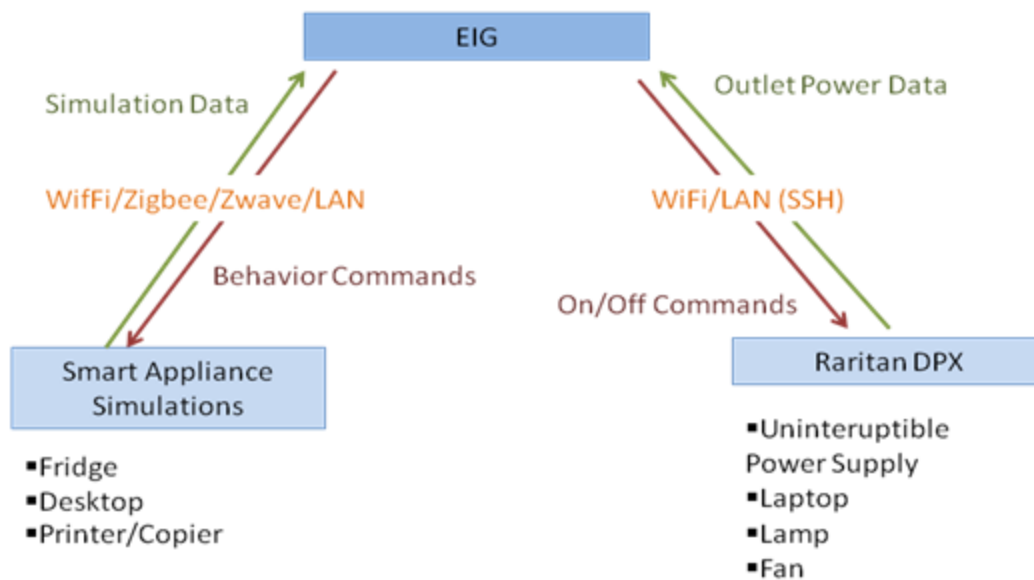 EIG
Simulation Data
Outlet Power Data
WifFi/Zigbee/Zwave/LAN
WiFi/LAN (SSH)
Behavior Commands
On/Off Commands
Smart Appliance
Simulations
Raritan DPX
▪Fridge
▪Desktop
▪Printer/Copier
▪Uninteruptible
Power Supply
▪Laptop
▪Lamp
▪Fan